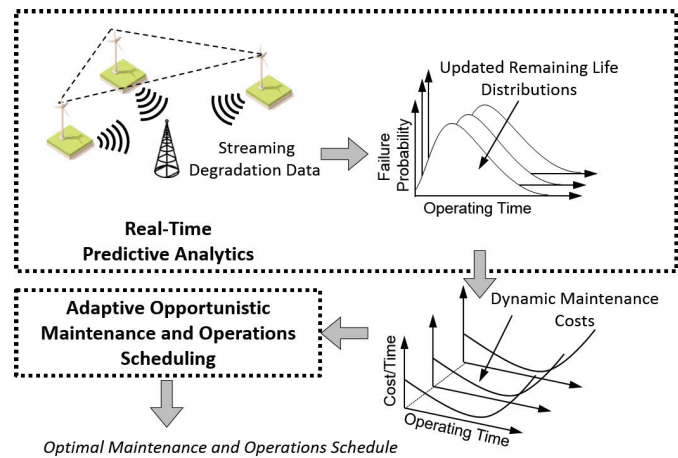 Updated Remaining Life
Distributions
Streaming
Degradation Data
Failure
Probability
Operating Time
Real-Time
Predictive Analytics
Adaptive Opportunistic
Maintenance and Operations
Scheduling
Dynamic Maintenance
Costs
Cost/Time
Operating Time
Optimal Maintenance and Operations Schedule